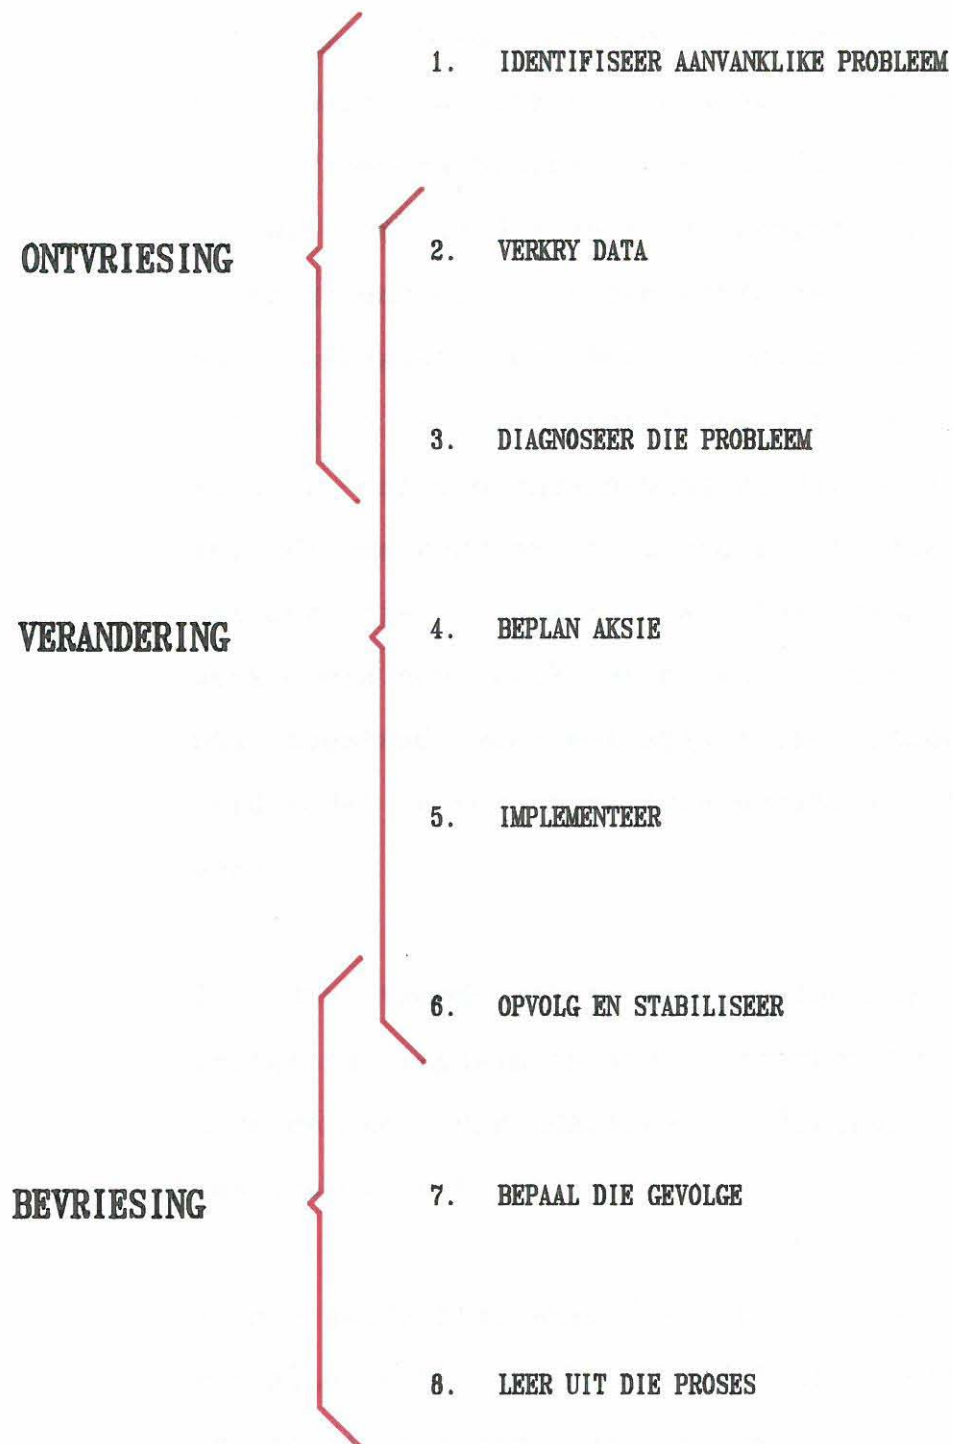 1. IDENTIFISEER AANVANKLIKE PROBLEEM
ONTVRIESING
2. VERKRY DATA
3. DIAGNOSEER DIE PROBLEEM
VERANDERING
4. BEPLAN AKSIE
5. IMPLEMENTEER
6. OPVOLG EN STABILISEER
BEVRIESING
7. BEPAAL DIE GEVOLGE
8. LEER UIT DIE PROSES